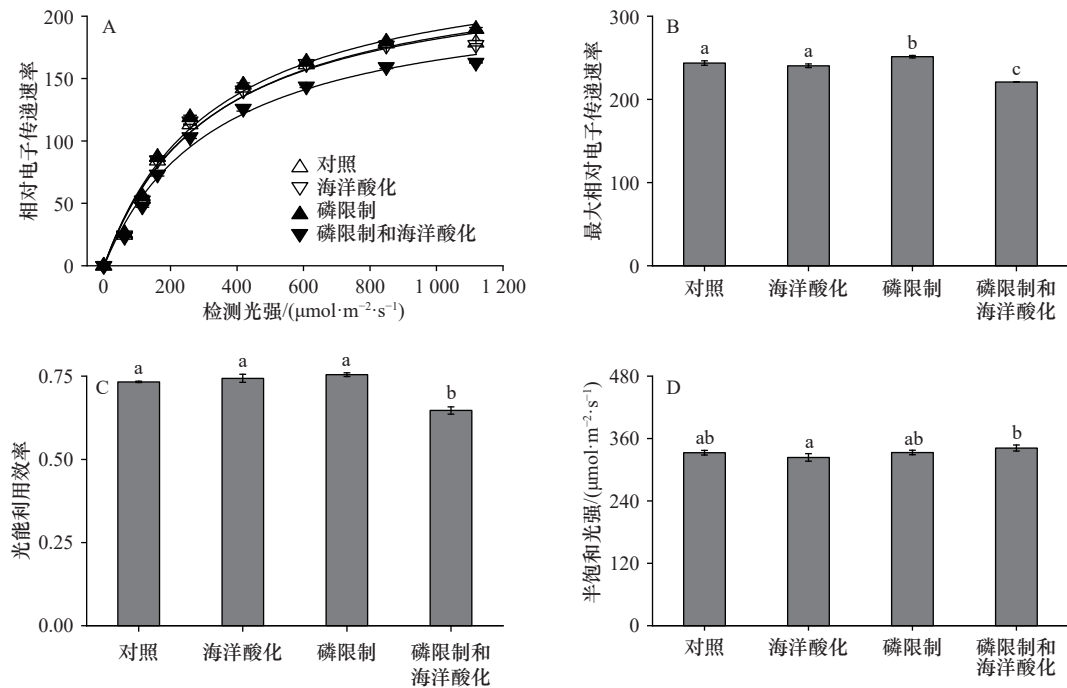 A
200
150
100
50
0
相对电子传递速率
对照
海洋酸化
磷限制
磷限制和海洋酸化
0 200 400 600 800 1 000 1 200
检测光强/(μmol·m⁻²·s⁻¹)
B
300
200
100
0
最大相对电子传递速率
a a b c
对照 海洋酸化 磷限制 磷限制和
海洋酸化
C
0.75
0.50
0.25
0.00
光能利用效率
a a a b
对照 海洋酸化 磷限制 磷限制和
海洋酸化
D
480
360
240
120
0
半饱和光强/(μmol·m⁻²·s⁻¹)
ab a ab b
对照 海洋酸化 磷限制 磷限制和
海洋酸化